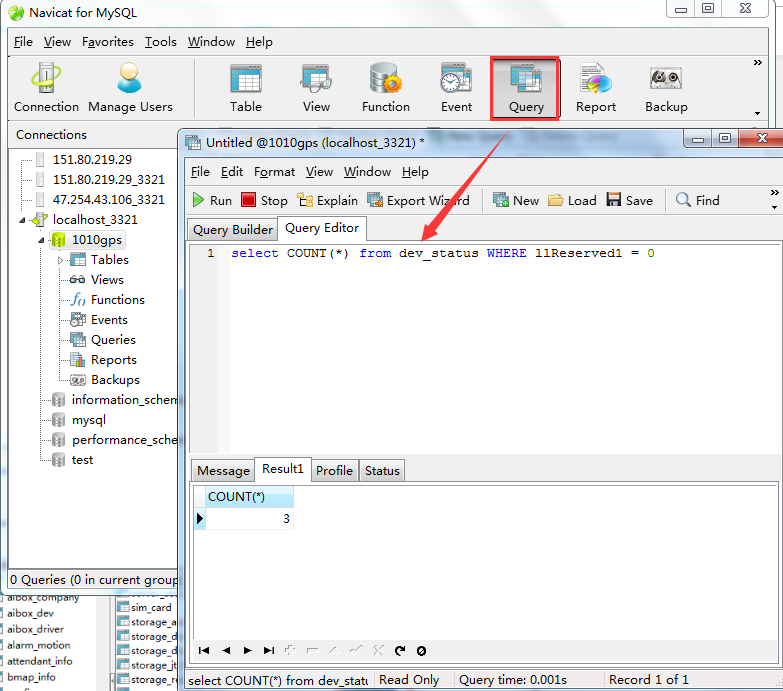 Navicat for MySQL
File View Favorites Tools Window Help
Connection Manage Users Table View Function Event Query Report Backup
Connections
151.80.219.29
151.80.219.29_3321
47.254.43.106_3321
localhost_3321
1010gps
Tables
Views
Functions
Events
Queries
Reports
Backups
information_schem
mysql
performance_sche
test
0 Queries (0 in current group
Untitled @1010gps (localhost_3321) *
File Edit Format View Window Help
Run Stop Explain Export Wizard New Load Save Find
Query Builder Query Editor
1 select COUNT(*) from dev_status WHERE llReserved1 = 0
Message Result1 Profile Status
COUNT(*)
3
select COUNT(*) from dev_statu Read Only Query time: 0.001s Record 1 of 1
aibox_company
aibox_dev
aibox_driver
alarm_motion
attendant_info
bmap_info
sim_card
storage_a
storage_d
storage_d
storage_jt
storage_re